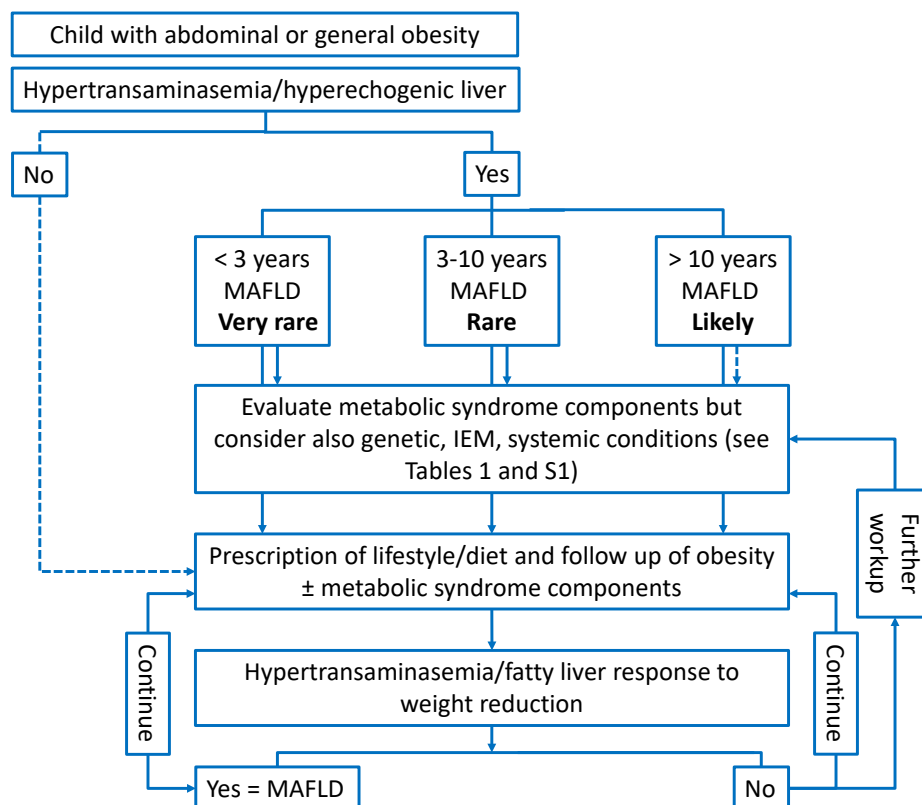 Child with abdominal or general obesity
Hypertransaminasemia/hyperechogenic liver
No
Yes
< 3 years
MAFLD
Very rare
3-10 years
MAFLD
Rare
> 10 years
MAFLD
Likely
Evaluate metabolic syndrome components but
consider also genetic, IEM, systemic conditions (see
Tables 1 and S1)
Further
workup
Prescription of lifestyle/diet and follow up of obesity
± metabolic syndrome components
Continue
Hypertransaminasemia/fatty liver response to
weight reduction
Continue
Yes = MAFLD
No